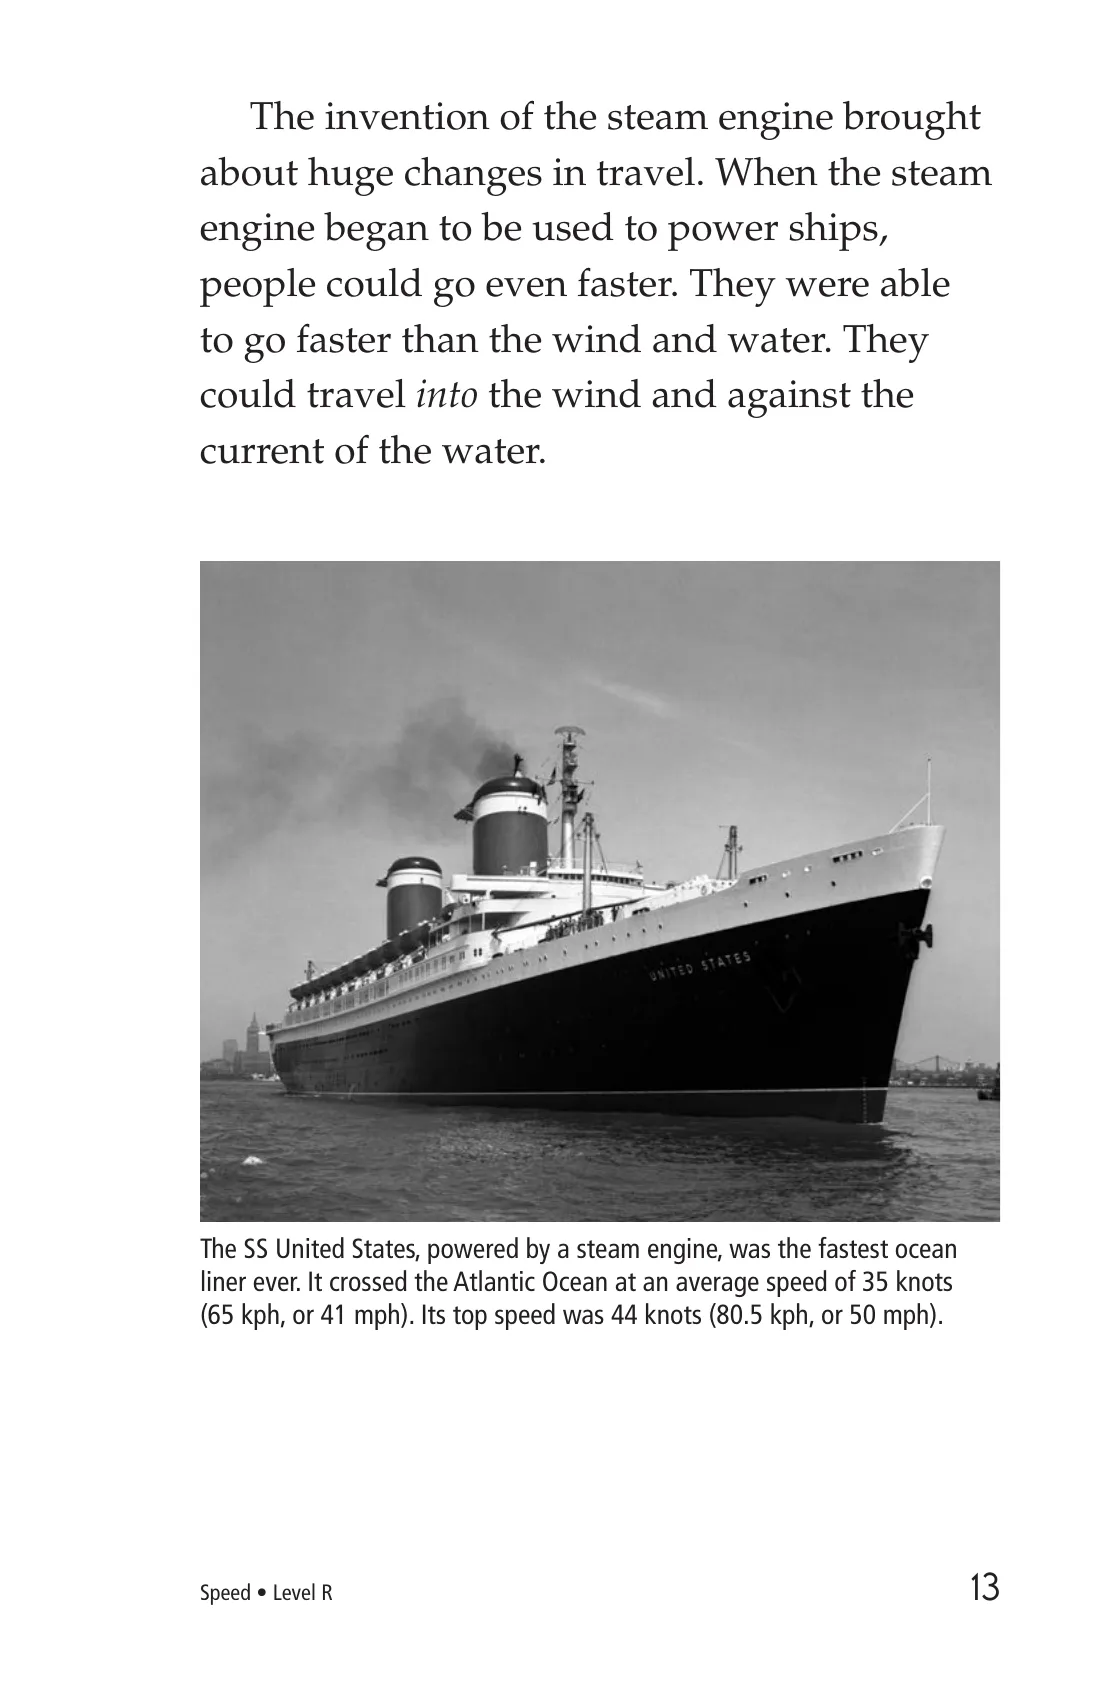 The invention of the steam engine brought
about huge changes in travel. When the steam
engine began to be used to power ships,
people could go even faster. They were able
to go faster than the wind and water. They
could travel into the wind and against the
current of the water.
UNITED STATES
The SS United States, powered by a steam engine, was the fastest ocean
liner ever. It crossed the Atlantic Ocean at an average speed of 35 knots
(65 kph, or 41 mph). Its top speed was 44 knots (80.5 kph, or 50 mph).
Speed • Level R
13